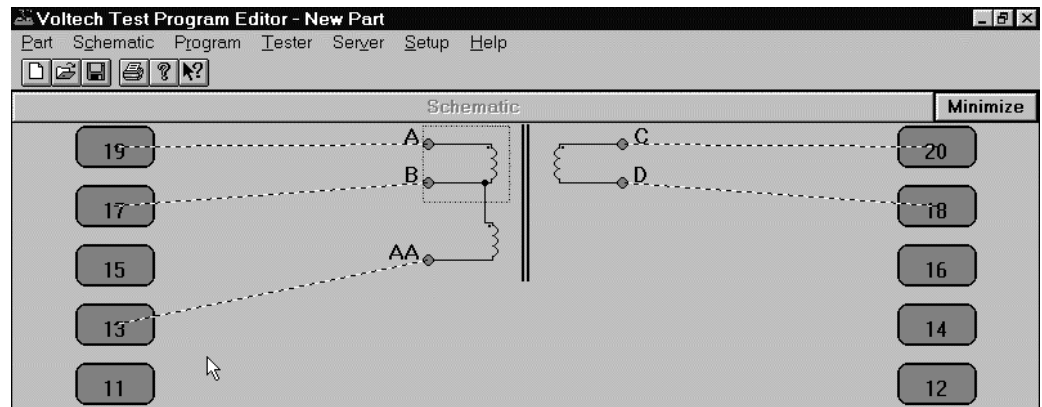 Voltech Test Program Editor - New Part
Part Schematic Program Tester Server Setup Help
Schematic Minimize
19 A C 20
17 B D 18
15 AA 16
13 14
11 12